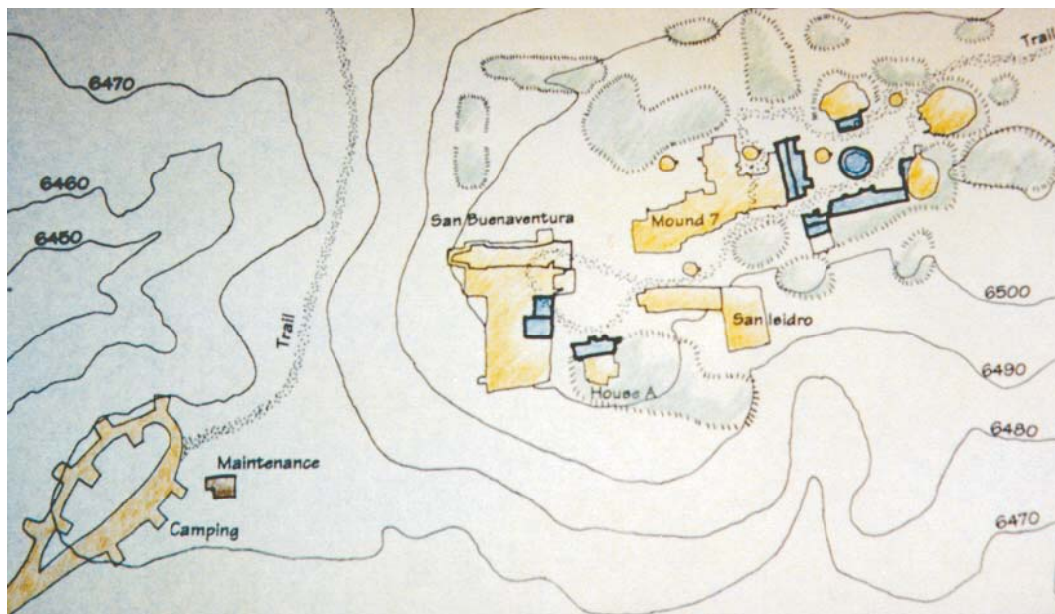 Trail
6470
6460
6450
San Buenaventura
Mound 7
6500
San Isidro
Trail
6490
House A
6480
Maintenance
6470
Camping